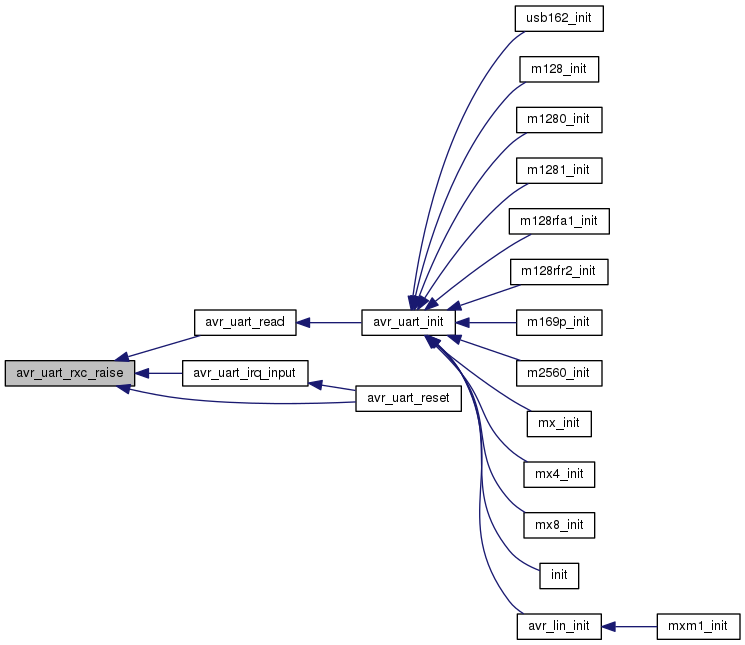 usb162_init
m128_init
m1280_init
m1281_init
m128rfa1_init
m128rfr2_init
avr_uart_read
avr_uart_init
m169p_init
avr_uart_rxc_raise
avr_uart_irq_input
m2560_init
avr_uart_reset
mx_init
mx4_init
mx8_init
init
avr_lin_init
mxm1_init